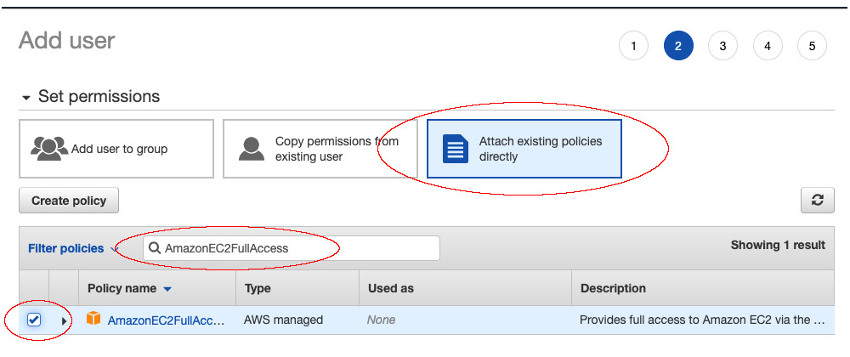 Add user
1 2 3 4 5
Set permissions
Add user to group
Copy permissions from
existing user
Attach existing policies
directly
Create policy
Filter policies
AmazonEC2FullAccess
Showing 1 result
Policy name Type Used as Description
AmazonEC2FullAcc... AWS managed None Provides full access to Amazon EC2 via the ...